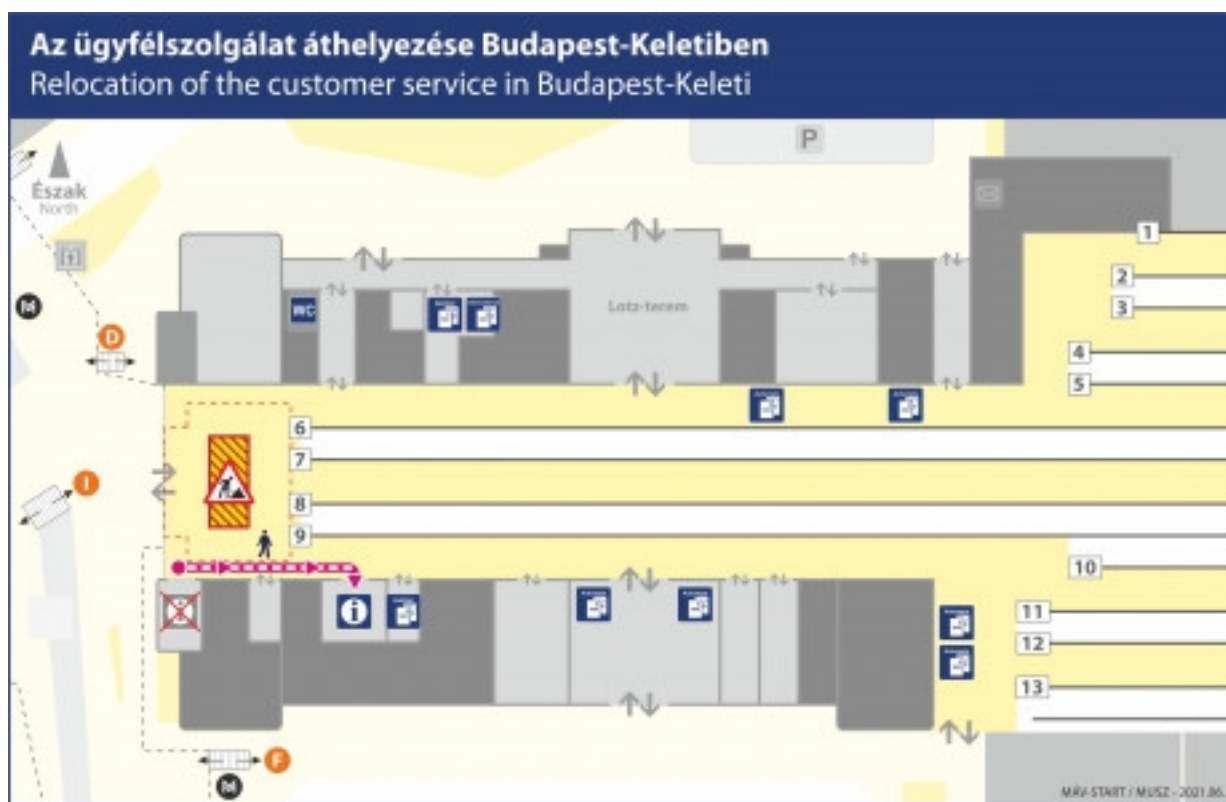 Az ügyfélszolgálat áthelyezése Budapest-Keletiben
Relocation of the customer service in Budapest-Keleti
P
Észak
North
1
2
3
Lotz-terem
WC
M
D
4
5
6
7
I
8
9
10
i
11
12
13
F
M
MÁV-START / MUSZ - 2021.06.